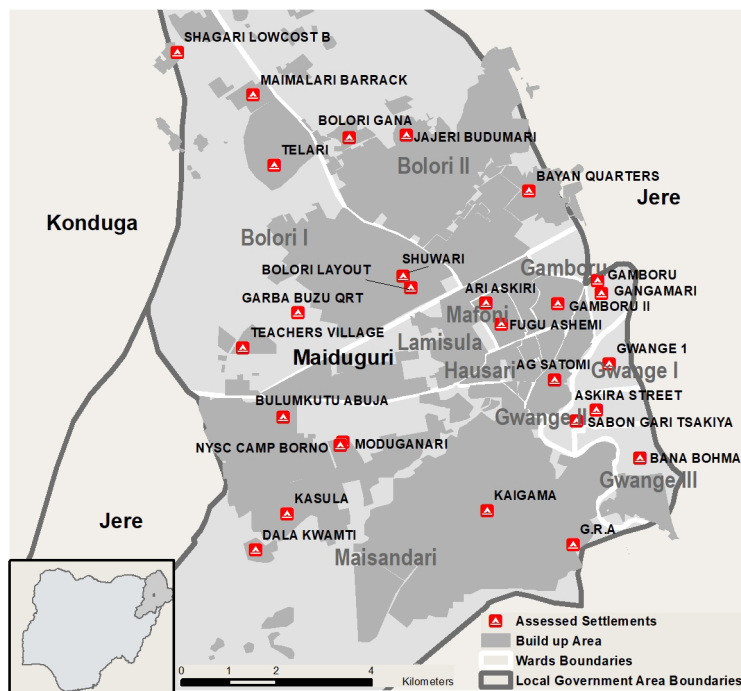 SHAGARI LOWCOST B
MAIMALARI BARRACK
BOLORI GANA
JAJERI BUDUMARI
TELARI
Bolori II
BAYAN QUARTERS
Jere
Konduga
Bolori I
SHUWARI
BOLORI LAYOUT
Gamboru
GAMBORU
GANGAMARI
ARI ASKIRI
GAMBORU II
GARBA BUZU QRT
Mafoni
FUGU ASHEMI
TEACHERS VILLAGE
Lamisula
Maiduguri
GWANGE 1
Hausari
AG SATOMI
Gwange I
BULUMKUTU ABUJA
ASKIRA STREET
Gwange II
SABON GARI TSAKIYA
NYSC CAMP BORNO
MODUGANARI
BANA BOHMA
Gwange III
KASULA
KAIGAMA
Jere
G.R.A
DALA KWAMTI
Maisandari
Assessed Settlements
Build up Area
Wards Boundaries
Local Government Area Boundaries
0 1 2 4
Kilometers